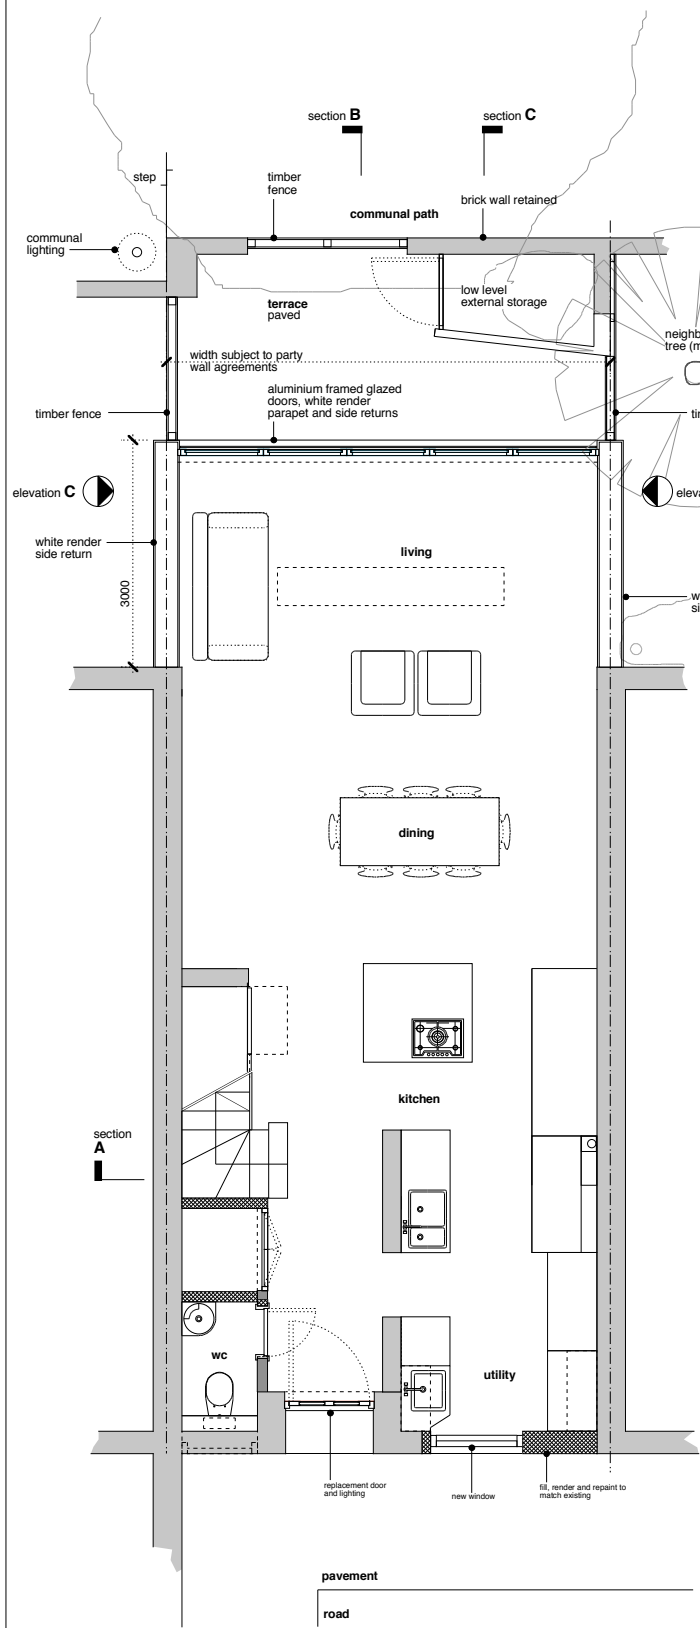 section B
section C
step
timber
fence
communal path
brick wall retained
communal
lighting
low level
external storage
terrace
paved
neighb
tree (m
width subject to party
wall agreements
aluminium framed glazed
doors, white render
parapet and side returns
timber fence
elevation C
white render
side return
living
3000
dining
kitchen
section
A
wc
utility
replacement door
and lighting
new window
fill, render and repaint to
match existing
pavement
road